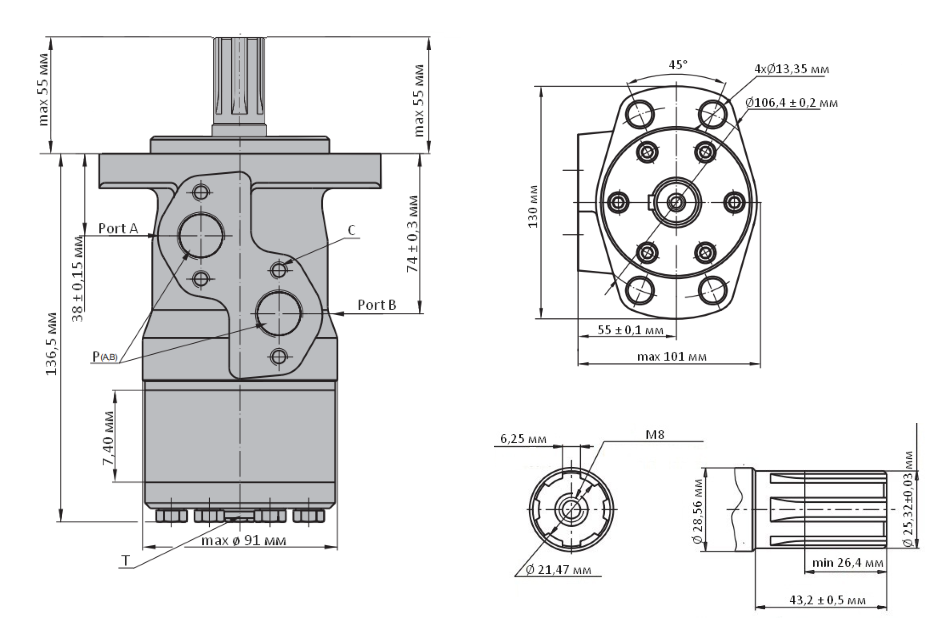 max 55 мм
max 55 мм
Port A
38 ± 0,15 мм
C
74 ± 0,3 мм
Port B
P(A,B)
136,5 мм
7,40 мм
max ø 91 мм
T
45°
4xØ13,35 мм
Ø106,4 ± 0,2 мм
130 мм
55 ± 0,1 мм
max 101 мм
6,25 мм
M8
Ø 21,47 мм
Ø 28,56 мм
Ø 25,32±0,03 мм
min 26,4 мм
43,2 ± 0,5 мм